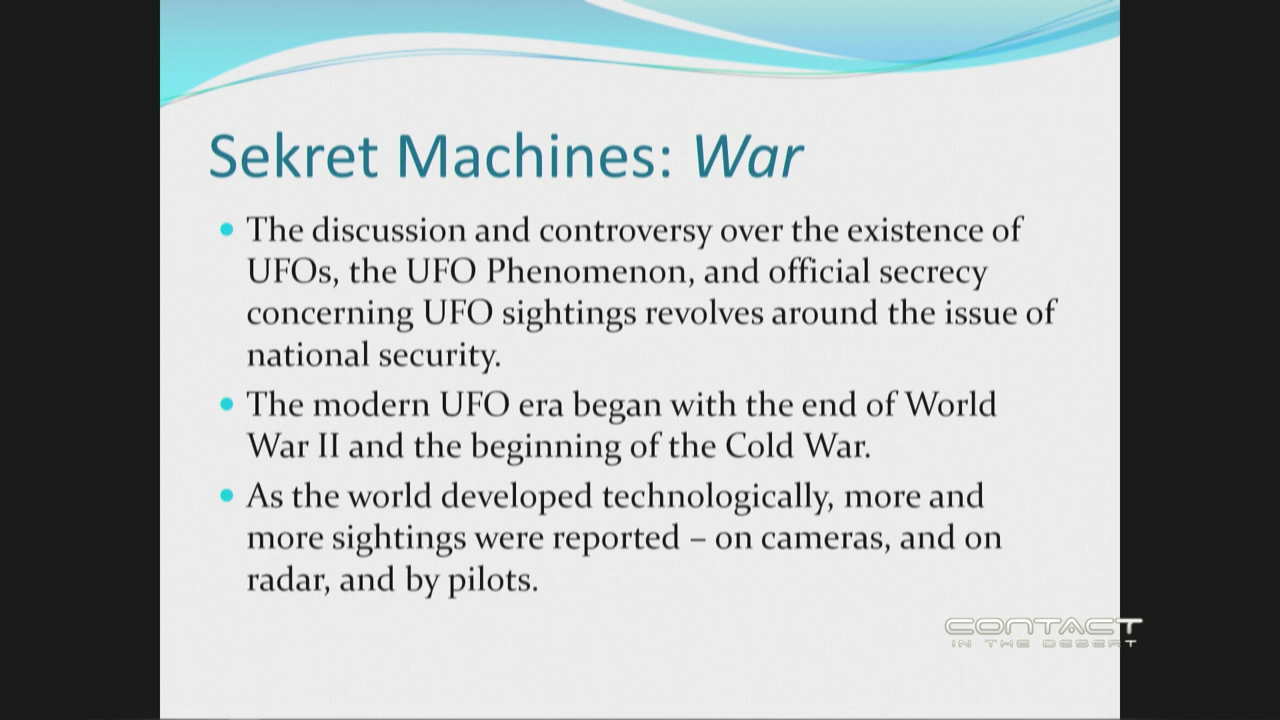 Sekret Machines: War
The discussion and controversy over the existence of
UFOs, the UFO Phenomenon, and official secrecy
concerning UFO sightings revolves around the issue of
national security.
The modern UFO era began with the end of World
War II and the beginning of the Cold War.
As the world developed technologically, more and
more sightings were reported – on cameras, and on
radar, and by pilots.
CONTACT
IN THE DESERT